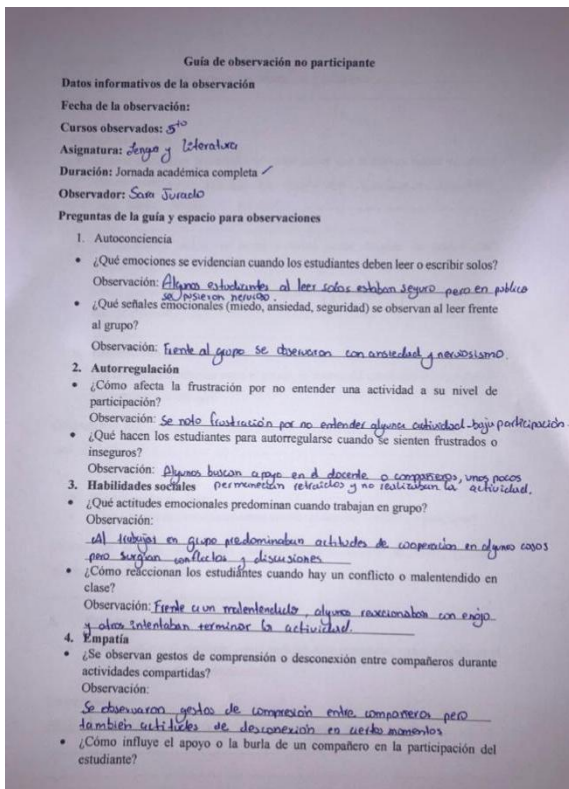 Guía de observación no participante
Datos informativos de la observación
Fecha de la observación:
Cursos observados: 5to
Asignatura: Lengua y Literatura
Duración: Jornada académica completa ✓
Observador: Sara Jurado
Preguntas de la guía y espacio para observaciones
1. Autoconciencia
• ¿Qué emociones se evidencian cuando los estudiantes deben leer o escribir solos?
Observación: Algunos estudiantes al leer solos estaban seguro pero en publico
se pusieron nervioso.
• ¿Qué señales emocionales (miedo, ansiedad, seguridad) se observan al leer frente
al grupo?
Observación: Frente al grupo se observaron con ansiedad y nerviosismo.
2. Autorregulación
• ¿Cómo afecta la frustración por no entender una actividad a su nivel de
participación?
Observación: Se noto frustración por no entender alguna actividad - baja participación
• ¿Qué hacen los estudiantes para autorregularse cuando se sienten frustrados o
inseguros?
Observación: Algunos buscan apoyo en el docente o compañeros, unos pocos
3. Habilidades sociales permanecían retraídos y no realizaban la actividad.
• ¿Qué actitudes emocionales predominan cuando trabajan en grupo?
Observación:
Al trabajar en grupo predominaban actitudes de cooperación en algunos casos
pero surgían conflictos y discusiones
• ¿Cómo reaccionan los estudiantes cuando hay un conflicto o malentendido en
clase?
Observación: Frente a un malentendido, algunos reaccionaban con enojo
y otros intentaban terminar la actividad.
4. Empatía
• ¿Se observan gestos de comprensión o desconexión entre compañeros durante
actividades compartidas?
Observación:
Se observaron gestos de compresión entre compañeros pero
tambien actitudes de desconexión en ciertos momentos
• ¿Cómo influye el apoyo o la burla de un compañero en la participación del
estudiante?